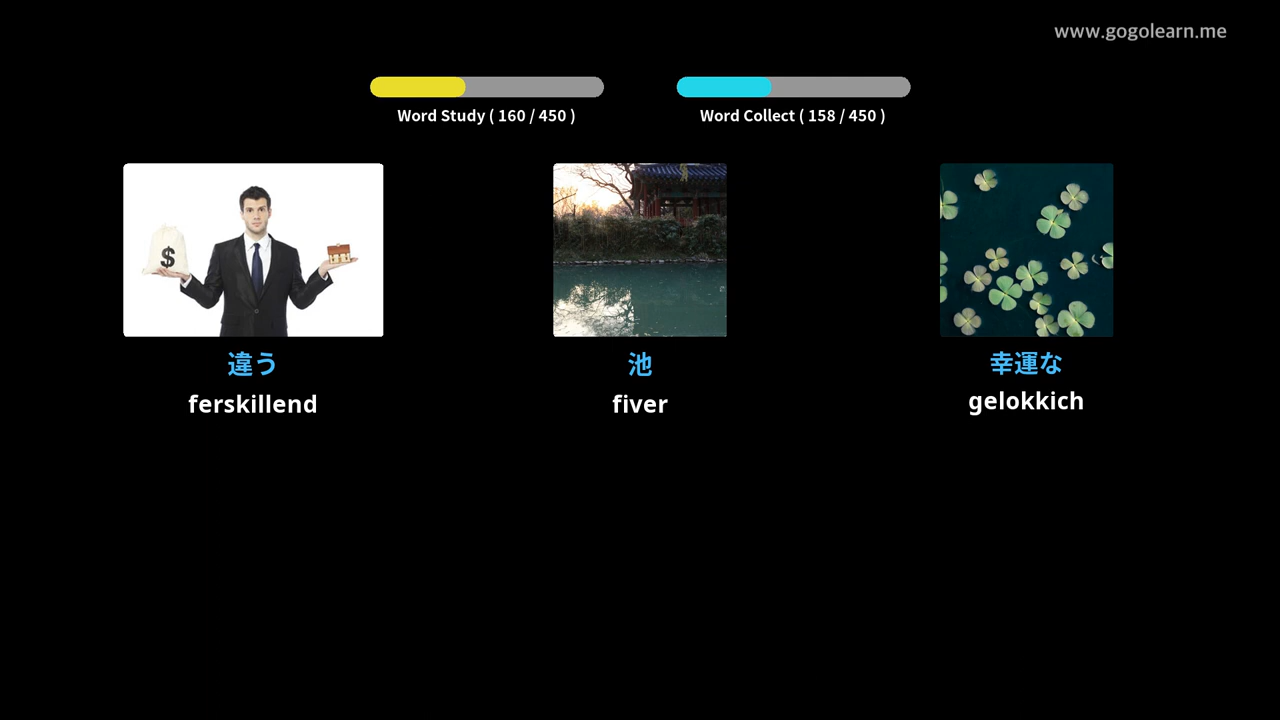 www.gogolearn.me
Word Study ( 160 / 450 )
Word Collect ( 158 / 450 )
$
違う
池
幸運な
ferskillend
fiver
gelokkich